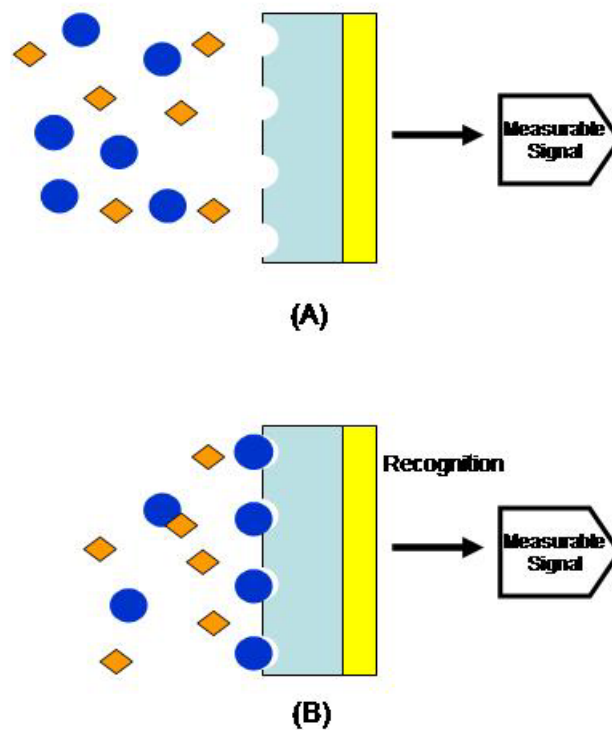 Measurable
Signal
(A)
Recognition
Measurable
Signal
(B)